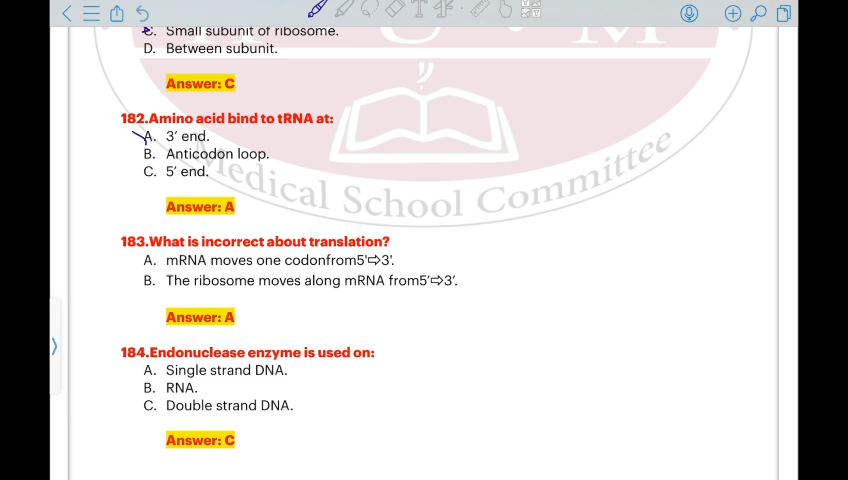 C. Small subunit of ribosome.
D. Between subunit.
Answer: C
182.Amino acid bind to tRNA at:
A. 3′ end.
B. Anticodon loop.
C. 5′ end.
Answer: A
183.What is incorrect about translation?
A. mRNA moves one codonfrom5'⇨3'.
B. The ribosome moves along mRNA from5′⇨3′.
Answer: A
184.Endonuclease enzyme is used on:
A. Single strand DNA.
B. RNA.
C. Double strand DNA.
Answer: C
U M
Medical School Committee